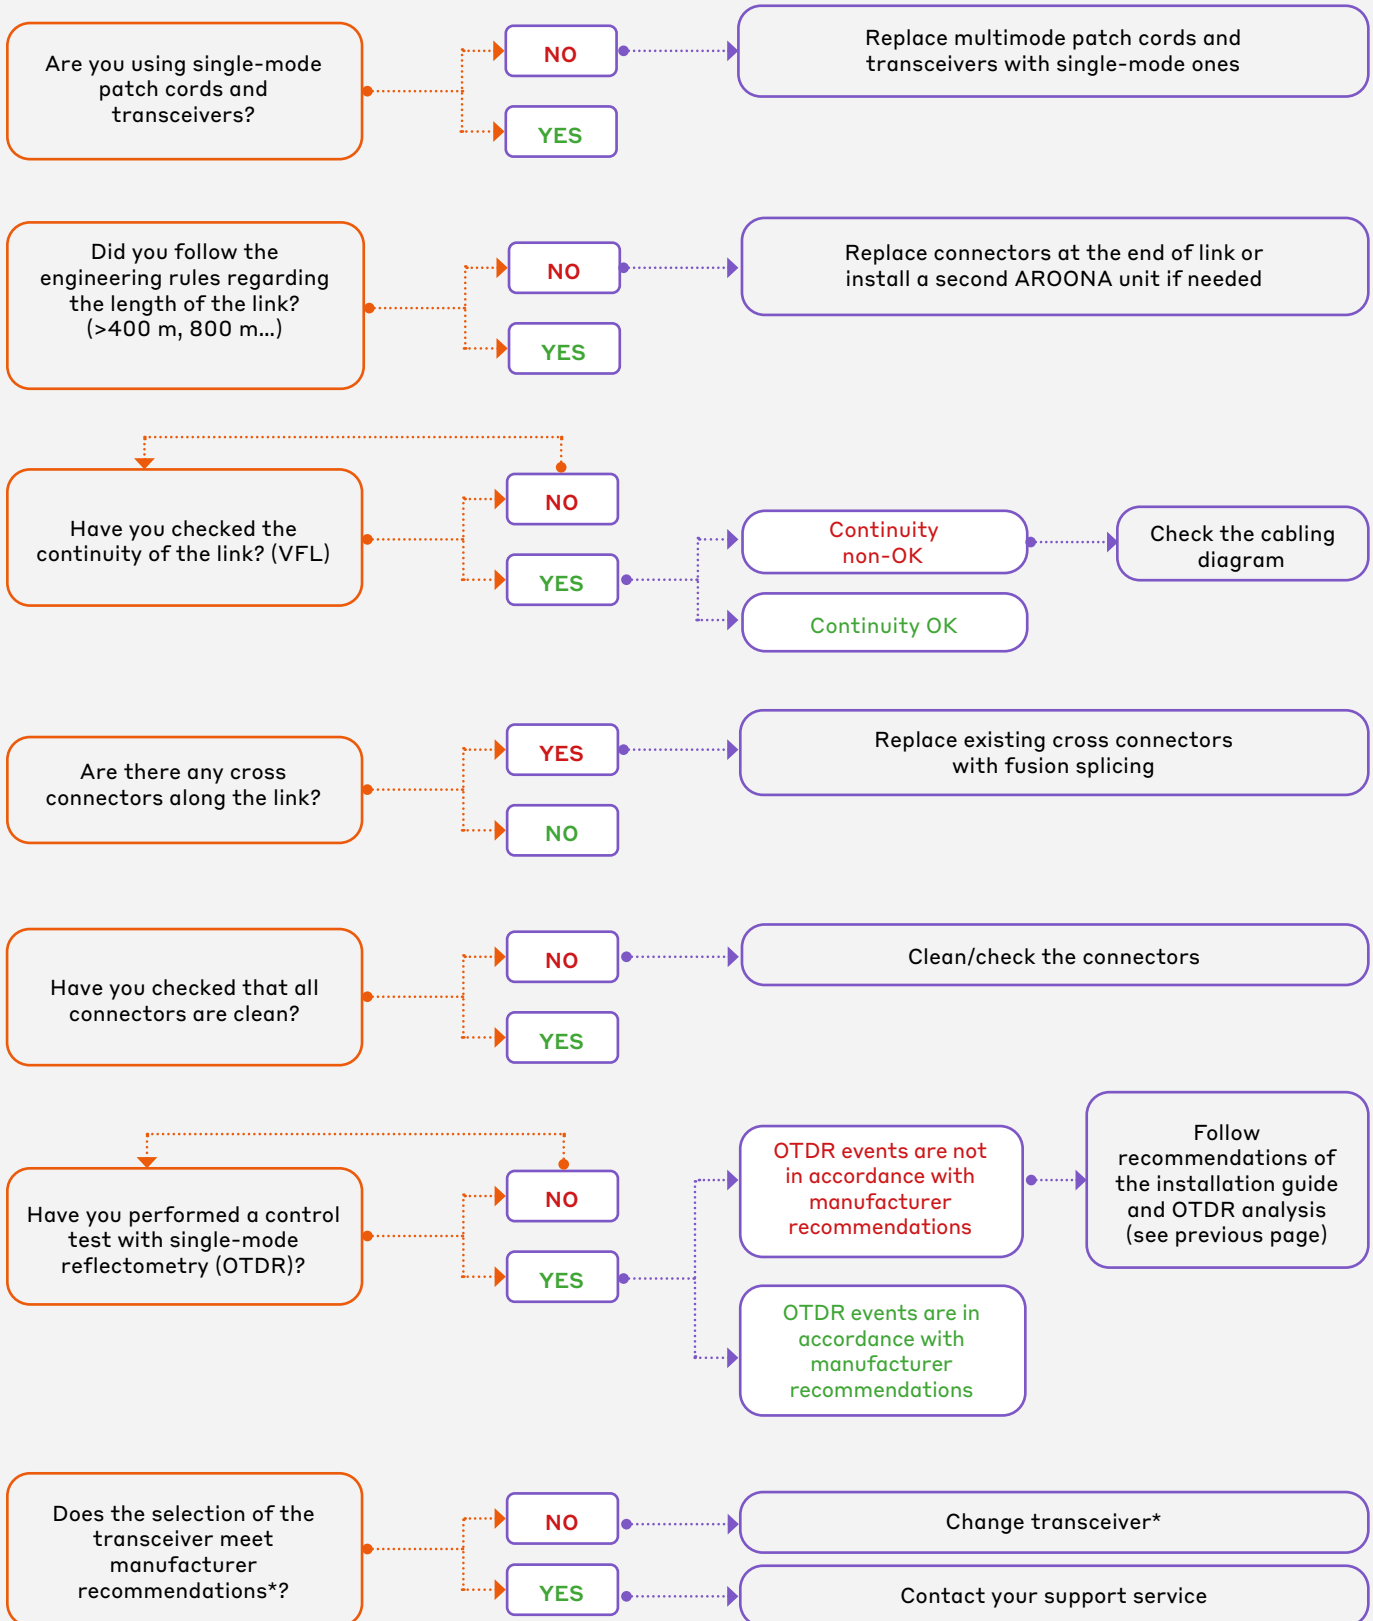 Are you using single-mode
patch cords and
transceivers?
NO
Replace multimode patch cords and
transceivers with single-mode ones
YES
Did you follow the
engineering rules regarding
the length of the link?
(>400 m, 800 m...)
NO
Replace connectors at the end of link or
install a second AROONA unit if needed
YES
Have you checked the
continuity of the link? (VFL)
NO
YES
Continuity
non-OK
Check the cabling
diagram
Continuity OK
Are there any cross
connectors along the link?
YES
Replace existing cross connectors
with fusion splicing
NO
Have you checked that all
connectors are clean?
NO
Clean/check the connectors
YES
Have you performed a control
test with single-mode
reflectometry (OTDR)?
NO
YES
OTDR events are not
in accordance with
manufacturer
recommendations
Follow
recommendations of
the installation guide
and OTDR analysis
(see previous page)
OTDR events are in
accordance with
manufacturer
recommendations
Does the selection of the
transceiver meet
manufacturer
recommendations*?
NO
Change transceiver*
YES
Contact your support service